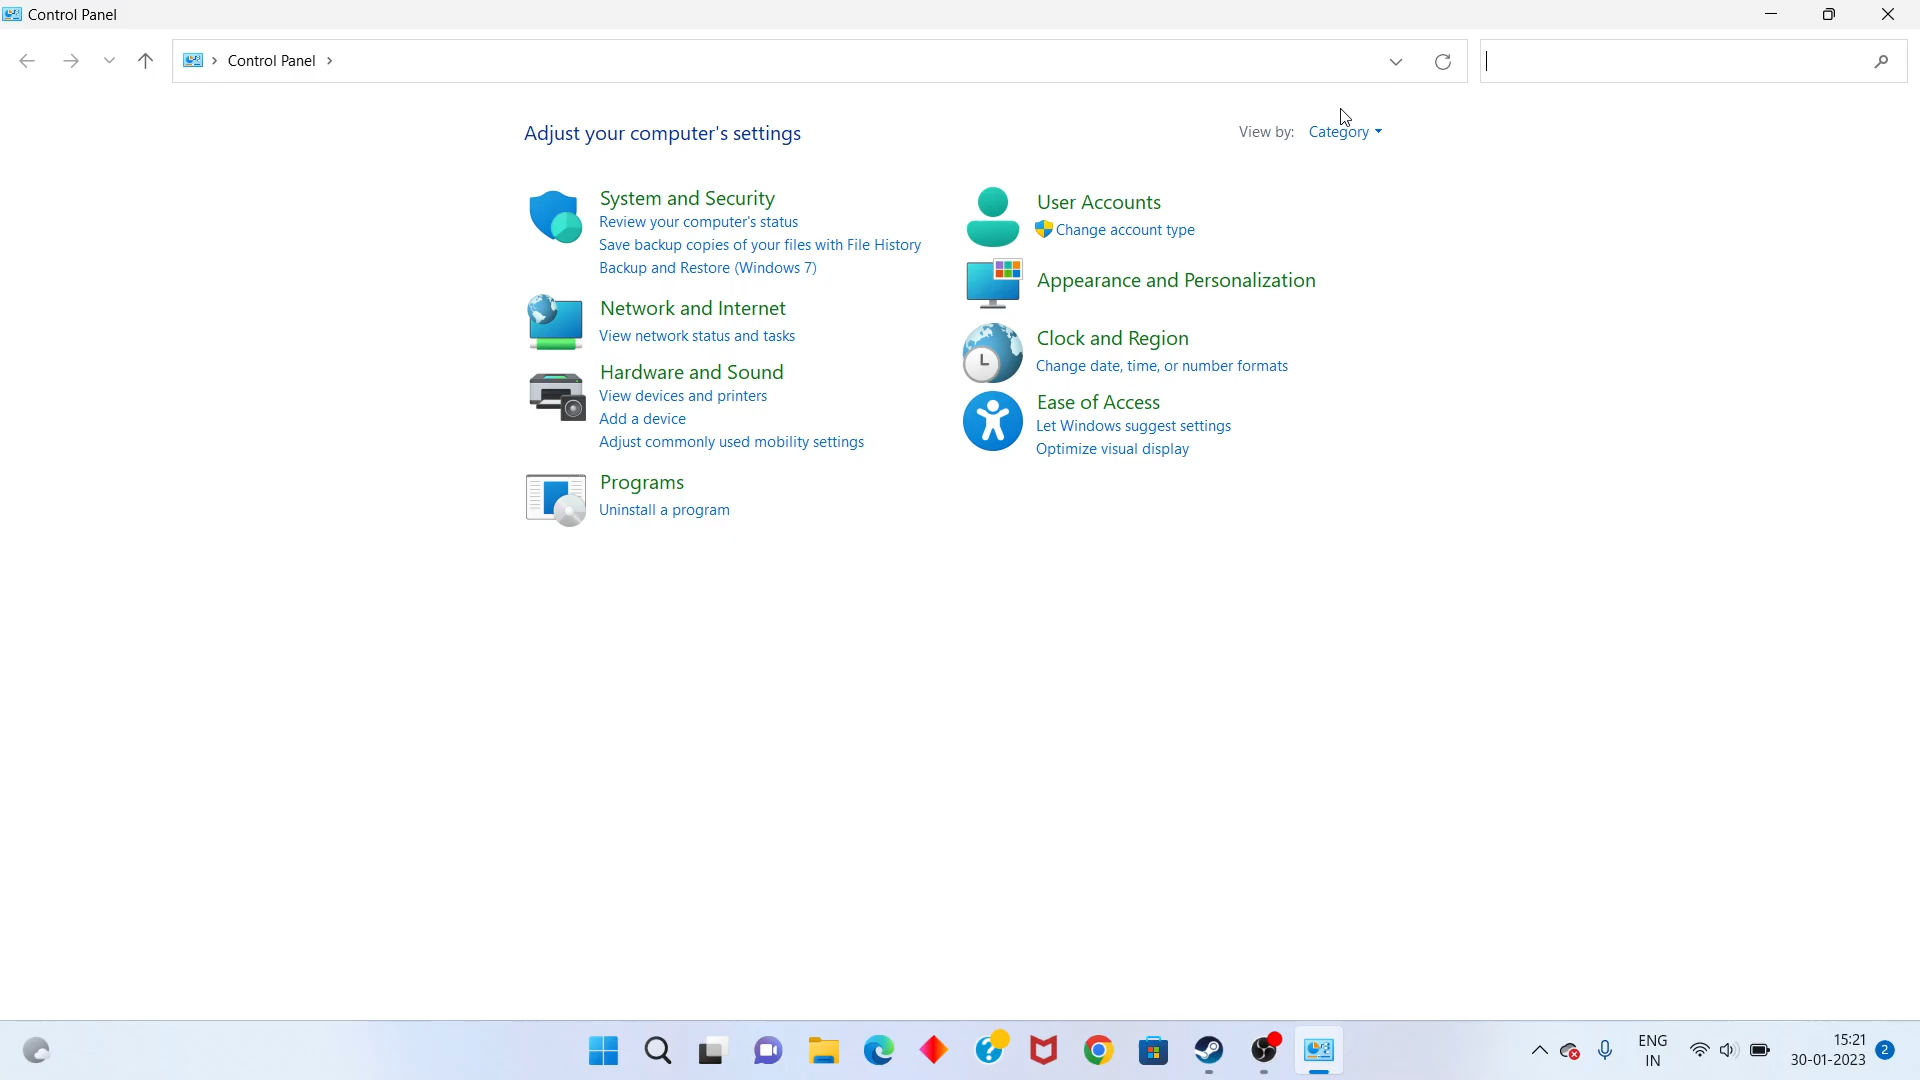 Control Panel
Control Panel
Adjust your computer's settings
View by: Category
System and Security
Review your computer's status
Save backup copies of your files with File History
Backup and Restore (Windows 7)
Network and Internet
View network status and tasks
Hardware and Sound
View devices and printers
Add a device
Adjust commonly used mobility settings
Programs
Uninstall a program
User Accounts
Change account type
Appearance and Personalization
Clock and Region
Change date, time, or number formats
Ease of Access
Let Windows suggest settings
Optimize visual display
ENG
IN
15:21
30-01-2023
2